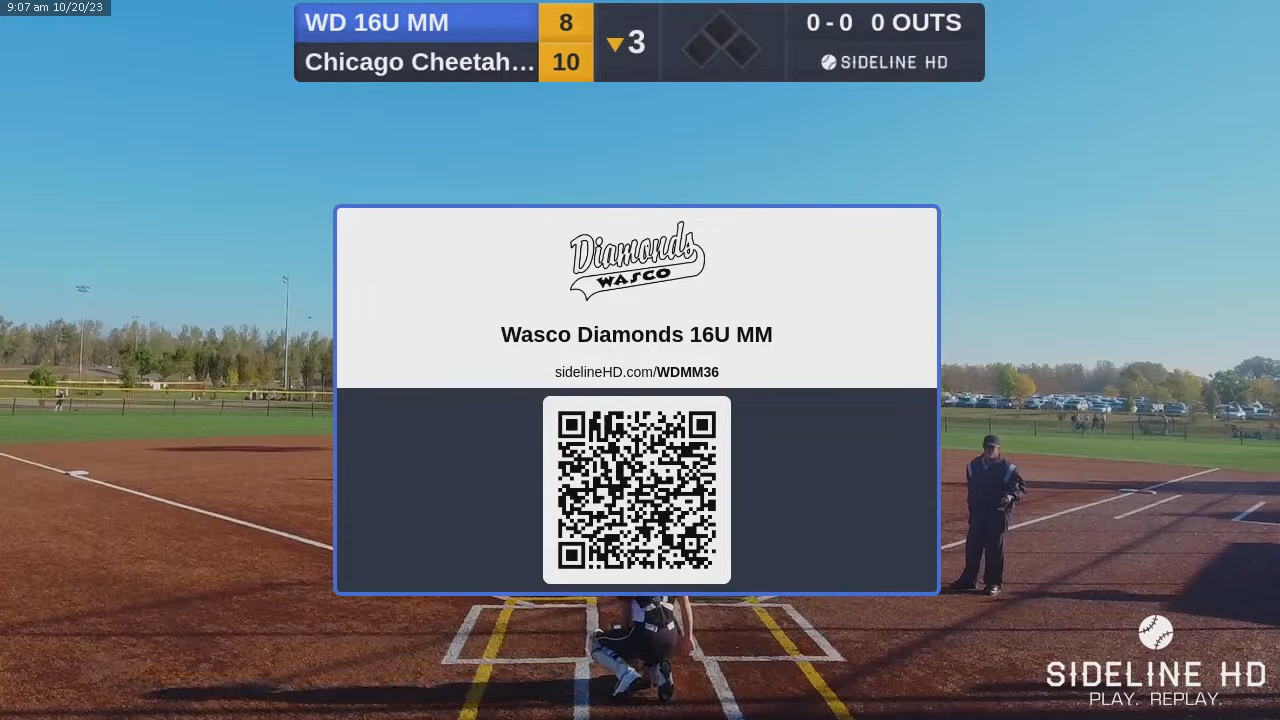 9:07 am 10/20/23
WD 16U MM 8
Chicago Cheetah… 10
3
0 - 0 0 OUTS
SIDELINE HD
Diamonds
WASCO
Wasco Diamonds 16U MM
sidelineHD.com/WDMM36
SIDELINE HD
PLAY. REPLAY.